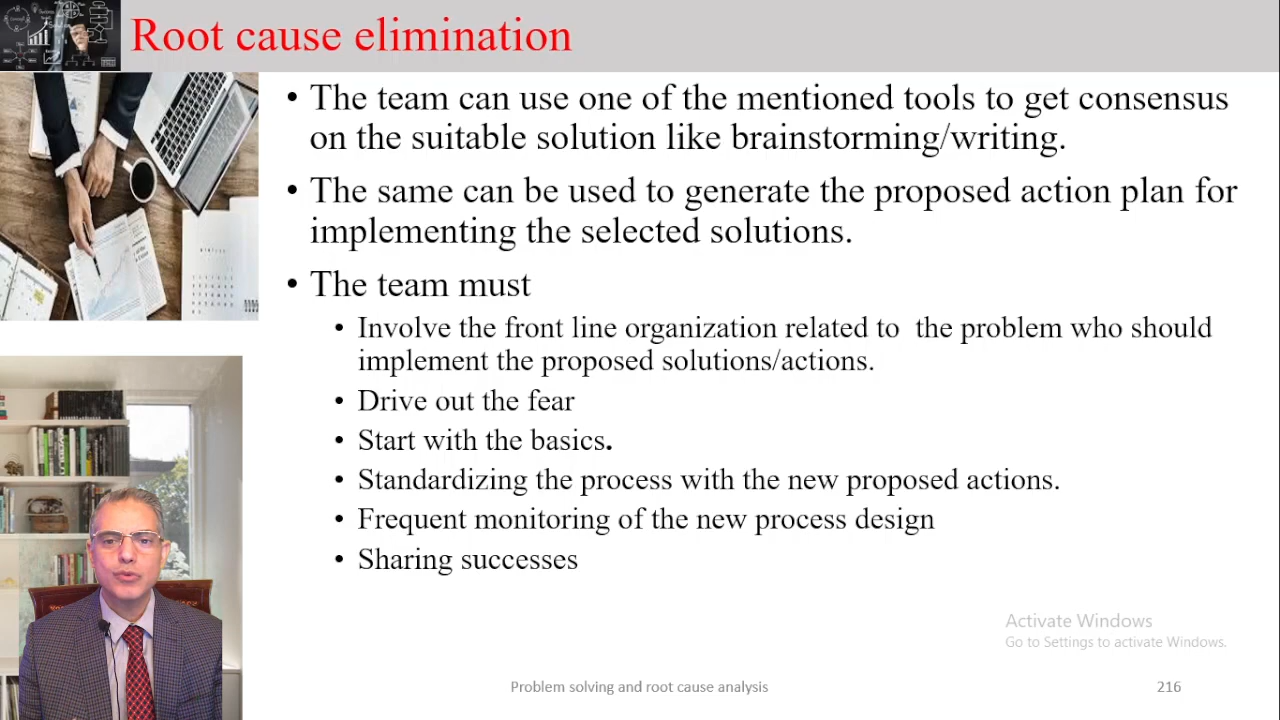 Root cause elimination
• The team can use one of the mentioned tools to get consensus
on the suitable solution like brainstorming/writing.
• The same can be used to generate the proposed action plan for
implementing the selected solutions.
• The team must
• Involve the front line organization related to the problem who should
implement the proposed solutions/actions.
• Drive out the fear
• Start with the basics.
• Standardizing the process with the new proposed actions.
• Frequent monitoring of the new process design
• Sharing successes
Activate Windows
Go to Settings to activate Windows.
Problem solving and root cause analysis
216